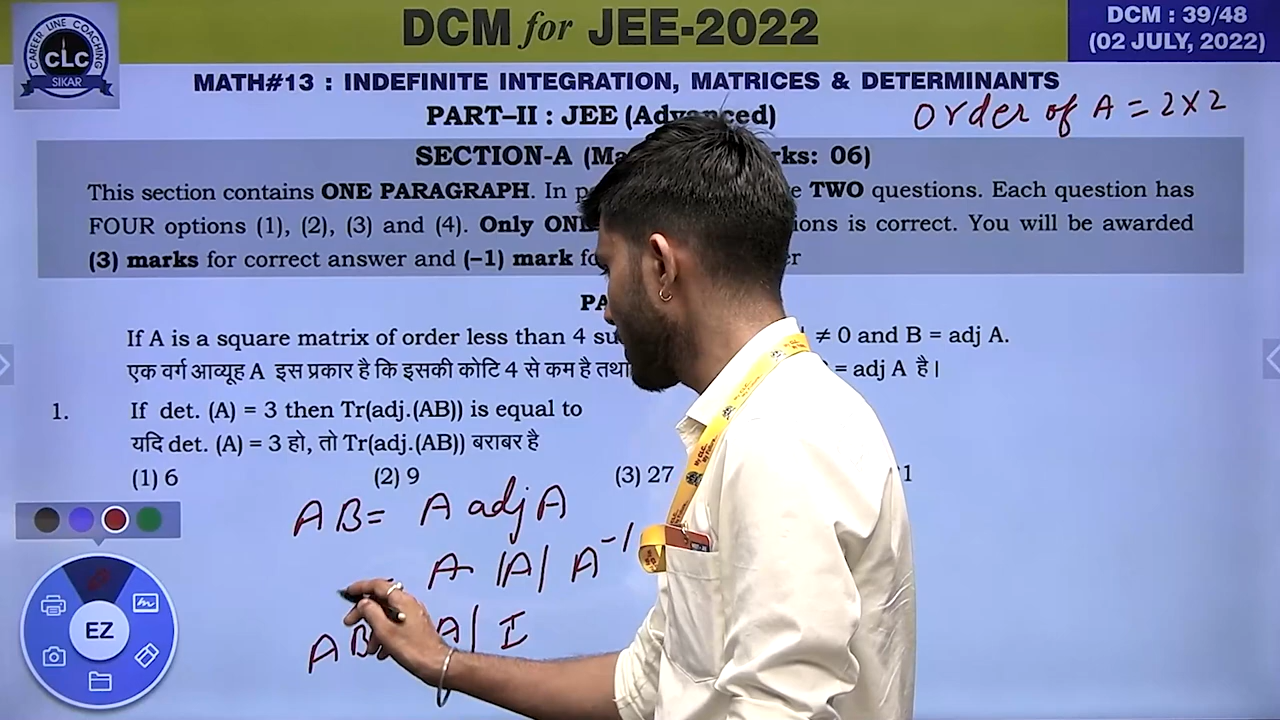 DCM for JEE-2022
DCM : 39/48
(02 JULY, 2022)
CAREER LINE COACHING
CLC
SIKAR
MATH#13 : INDEFINITE INTEGRATION, MATRICES & DETERMINANTS
PART–II : JEE (Advanced)
Order of A = 2×2
SECTION-A (Ma ks: 06)
This section contains ONE PARAGRAPH. In TWO questions. Each question has
FOUR options (1), (2), (3) and (4). Only ONE is correct. You will be awarded
(3) marks for correct answer and (–1) mark
If A is a square matrix of order less than 4 ≠ 0 and B = adj A.
एक वर्ग आव्यूह A इस प्रकार है कि इसकी कोटि 4 से कम है तथा = adj A है।
1. If det. (A) = 3 then Tr(adj.(AB)) is equal to
यदि det. (A) = 3 हो, तो Tr(adj.(AB)) बराबर है
(1) 6 (2) 9 (3) 27 1
AB= A adj A
A |A| A⁻¹
AB A| I
EZ